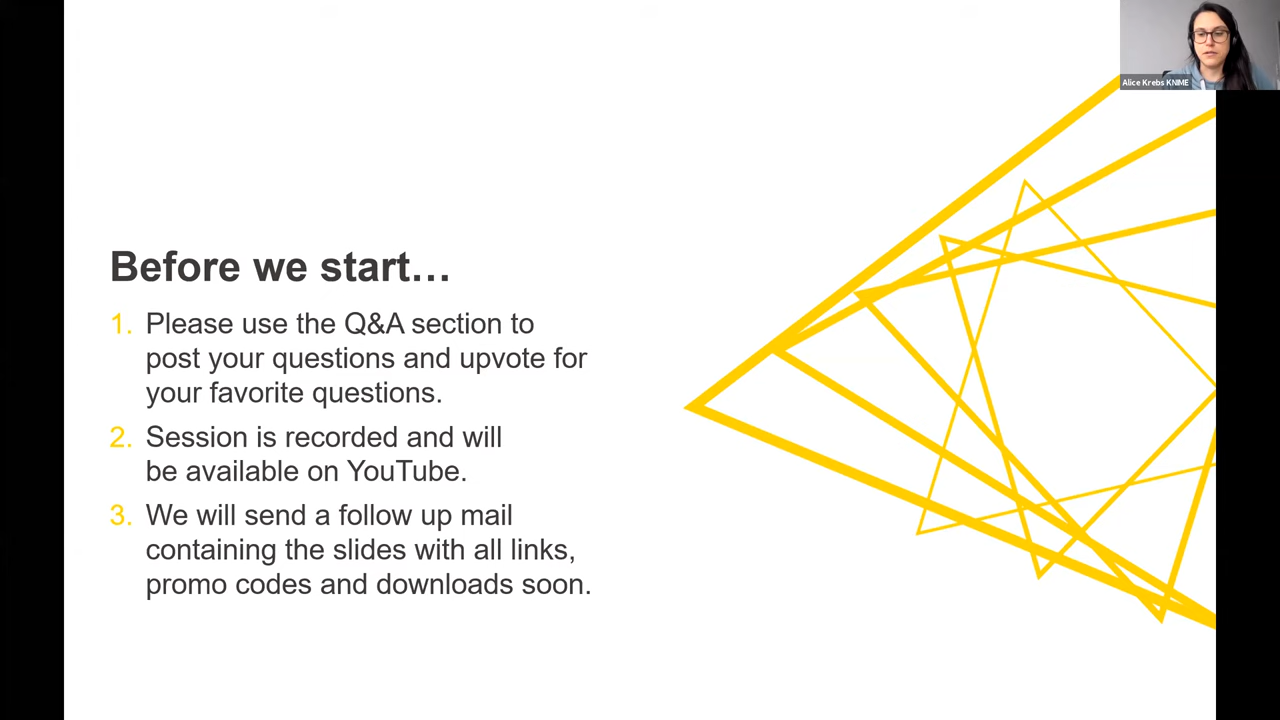 Alice Krebs KNIME
Before we start…
1. Please use the Q&A section to
post your questions and upvote for
your favorite questions.
2. Session is recorded and will
be available on YouTube.
3. We will send a follow up mail
containing the slides with all links,
promo codes and downloads soon.